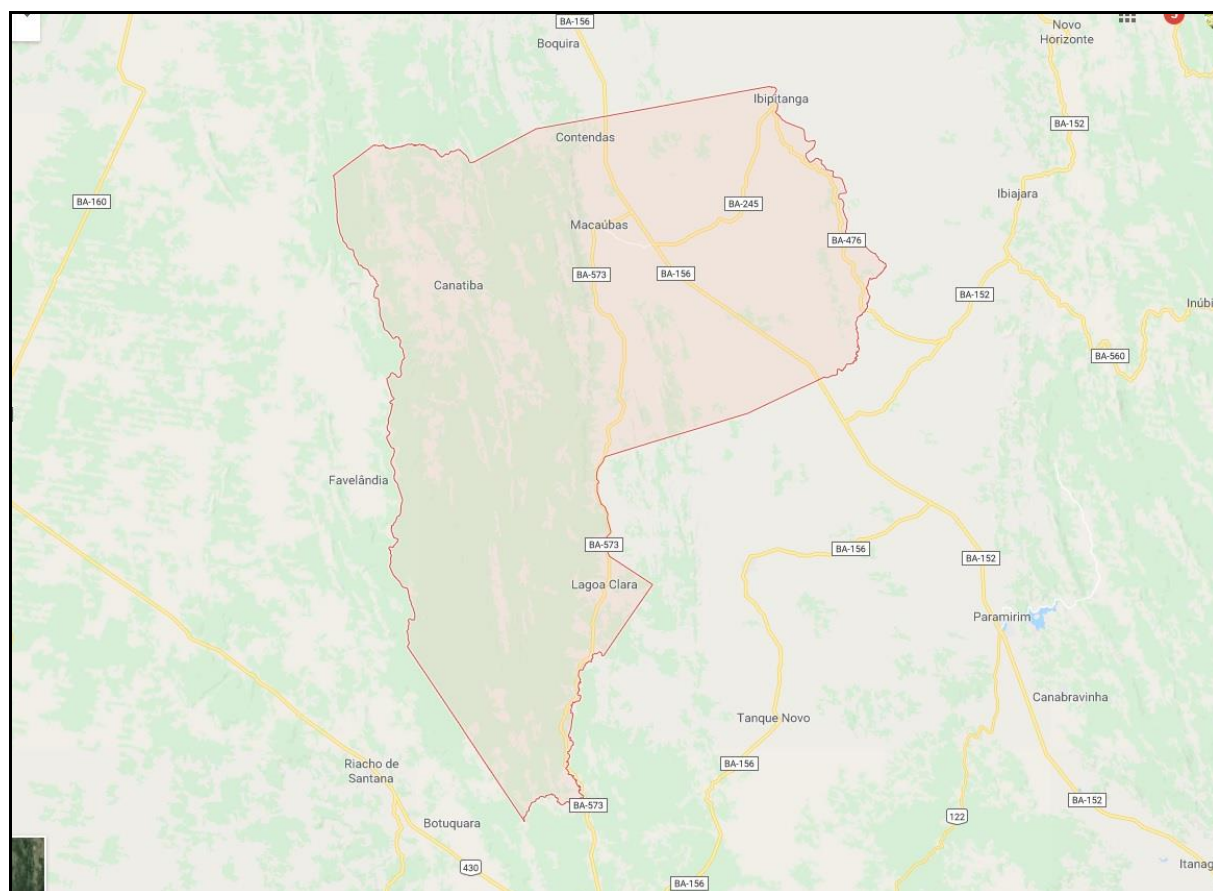 BA-156
Boquira
Novo
Horizonte
Ibipitanga
BA-152
Contendas
BA-160
Ibiajara
BA-245
Macaúbas
BA-476
BA-573
BA-156
Canatiba
BA-152
BA-560
Favelândia
BA-573
BA-156
BA-152
Lagoa Clara
Paramirim
Canabravinha
Tanque Novo
Riacho de
Santana
BA-156
BA-573
BA-152
Botuquara
122
430
BA-156